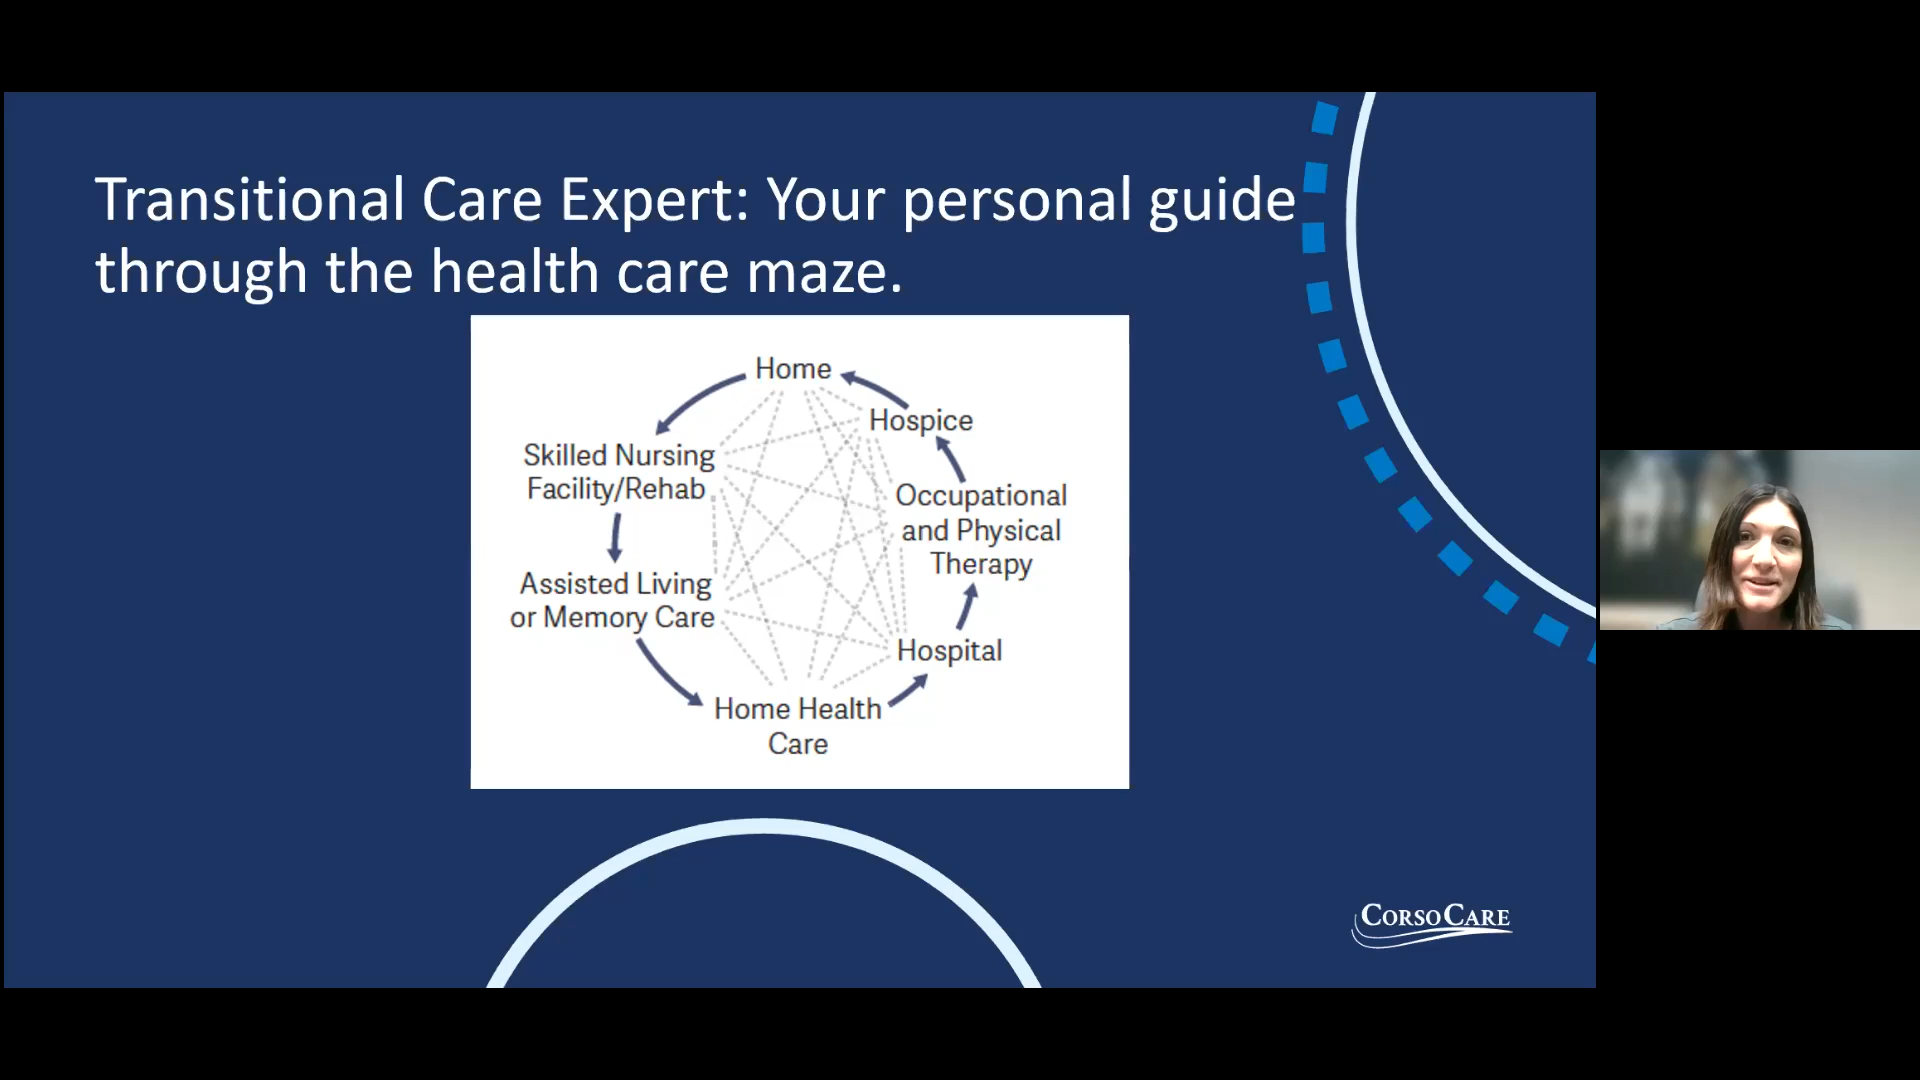 Transitional Care Expert: Your personal guide
through the health care maze.
Home
Hospice
Skilled Nursing
Facility/Rehab
Occupational
and Physical
Therapy
Assisted Living
or Memory Care
Hospital
Home Health
Care
CORSOCARE